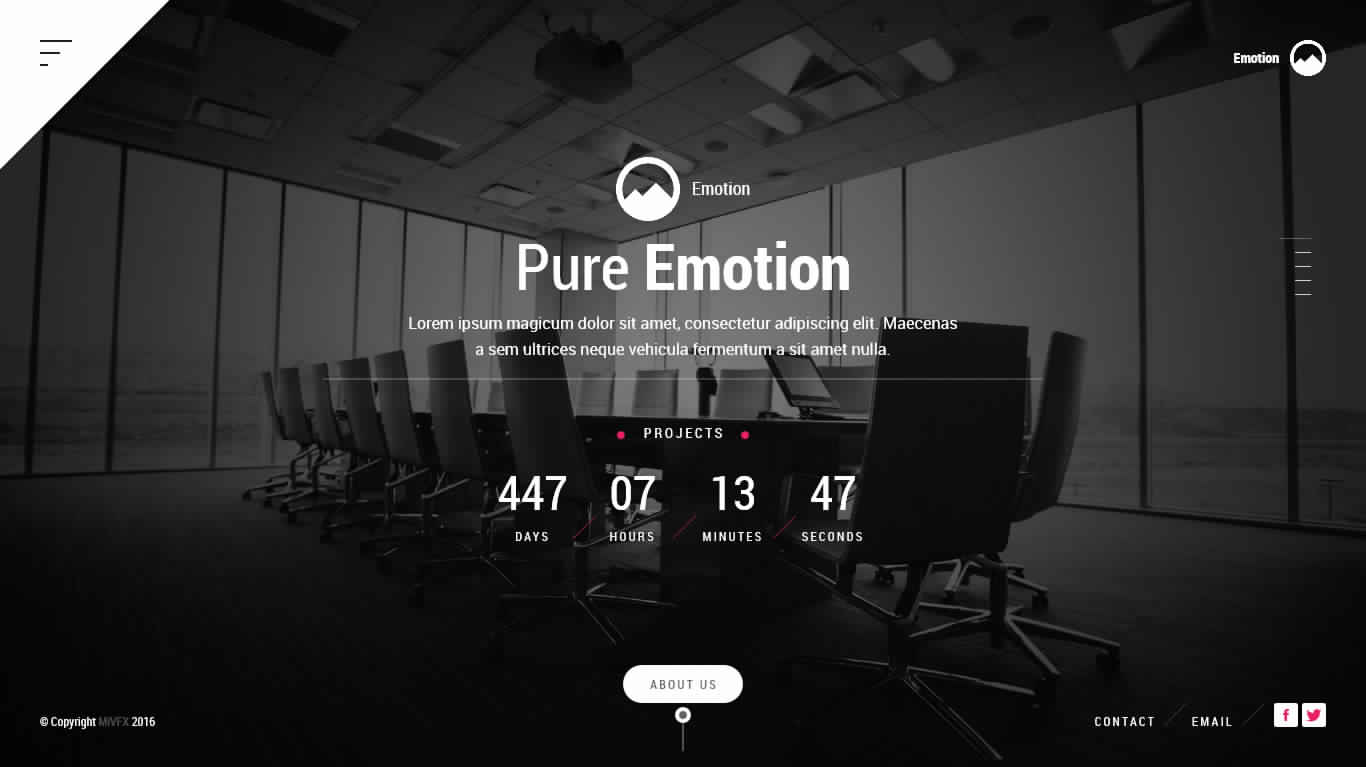 Emotion
Emotion
Pure Emotion
Lorem ipsum magicum dolor sit amet, consectetur adipiscing elit. Maecenas
a sem ultrices neque vehicula fermentum a sit amet nulla.
PROJECTS
447 07 13 47
DAYS HOURS MINUTES SECONDS
ABOUT US
© Copyright MIVFX 2016
CONTACT EMAIL